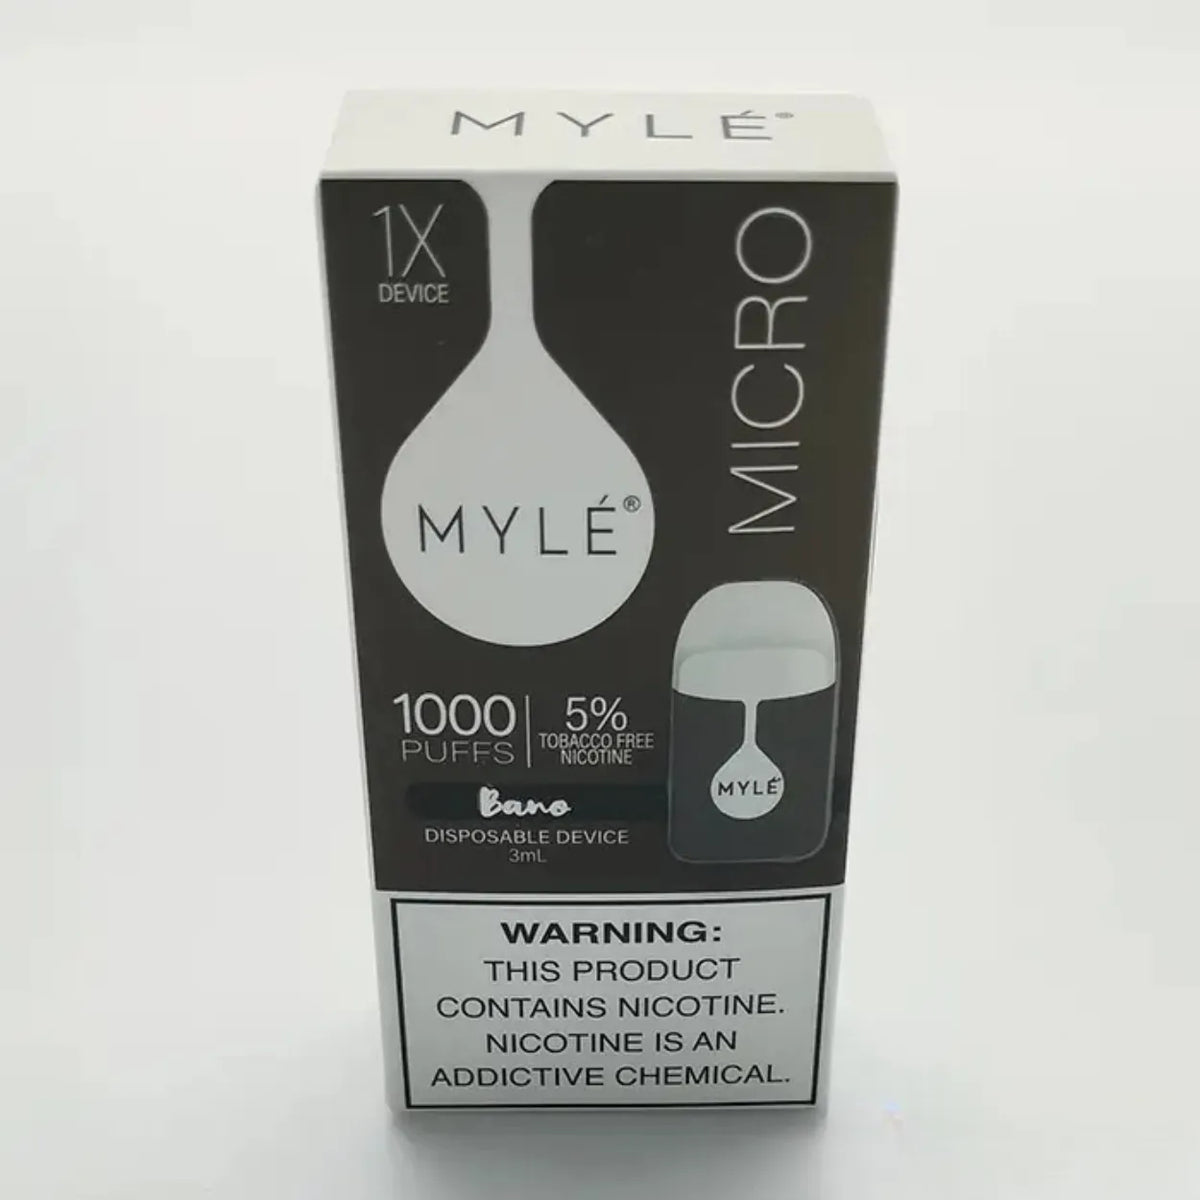 MYLÉ®
1X
DEVICE
MICRO
MYLÉ®
1000
PUFFS
5%
TOBACCO FREE
NICOTINE
Bano
DISPOSABLE DEVICE
3mL
MYLÉ
WARNING:
THIS PRODUCT
CONTAINS NICOTINE.
NICOTINE IS AN
ADDICTIVE CHEMICAL.